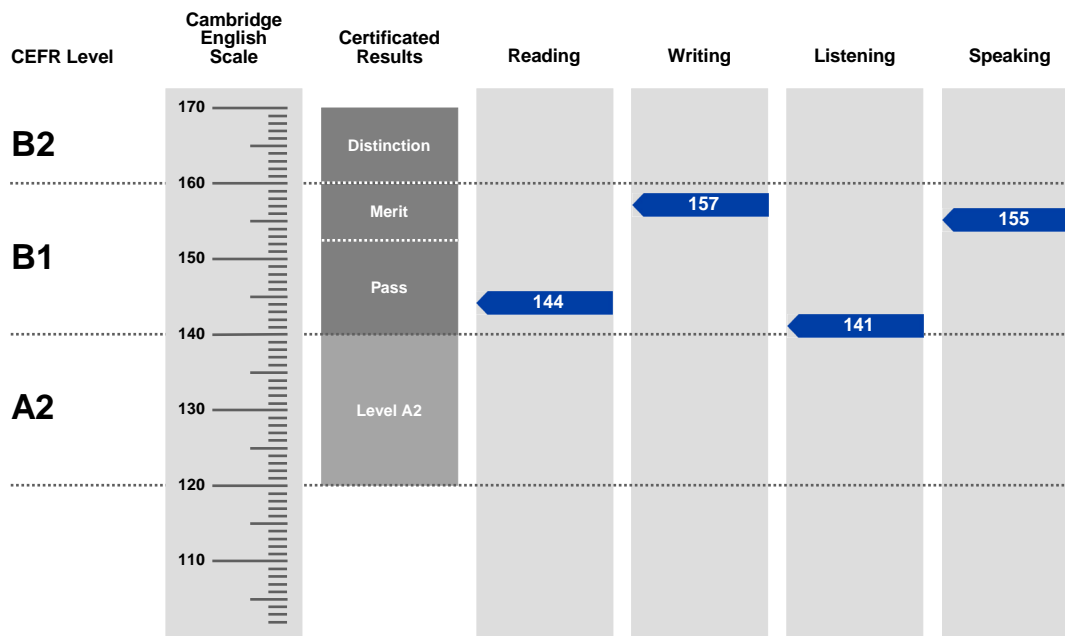 CEFR Level
Cambridge
English
Scale
Certificated
Results
Reading
Writing
Listening
Speaking
170
B2
Distinction
160
157
Merit
155
B1
150
Pass
144
141
140
A2
130
Level A2
120
110